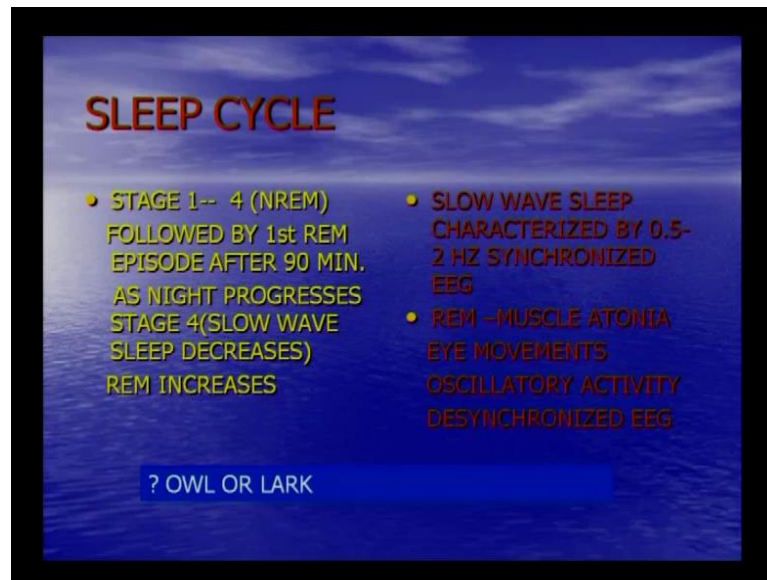 SLEEP CYCLE
• STAGE 1-- 4 (NREM)
FOLLOWED BY 1st REM
EPISODE AFTER 90 MIN.
AS NIGHT PROGRESSES
STAGE 4(SLOW WAVE
SLEEP DECREASES)
REM INCREASES
• SLOW WAVE SLEEP
CHARACTERIZED BY 0.5-
2 HZ SYNCHRONIZED
EEG
• REM –MUSCLE ATONIA
EYE MOVEMENTS
OSCILLATORY ACTIVITY
DESYNCHRONIZED EEG
? OWL OR LARK